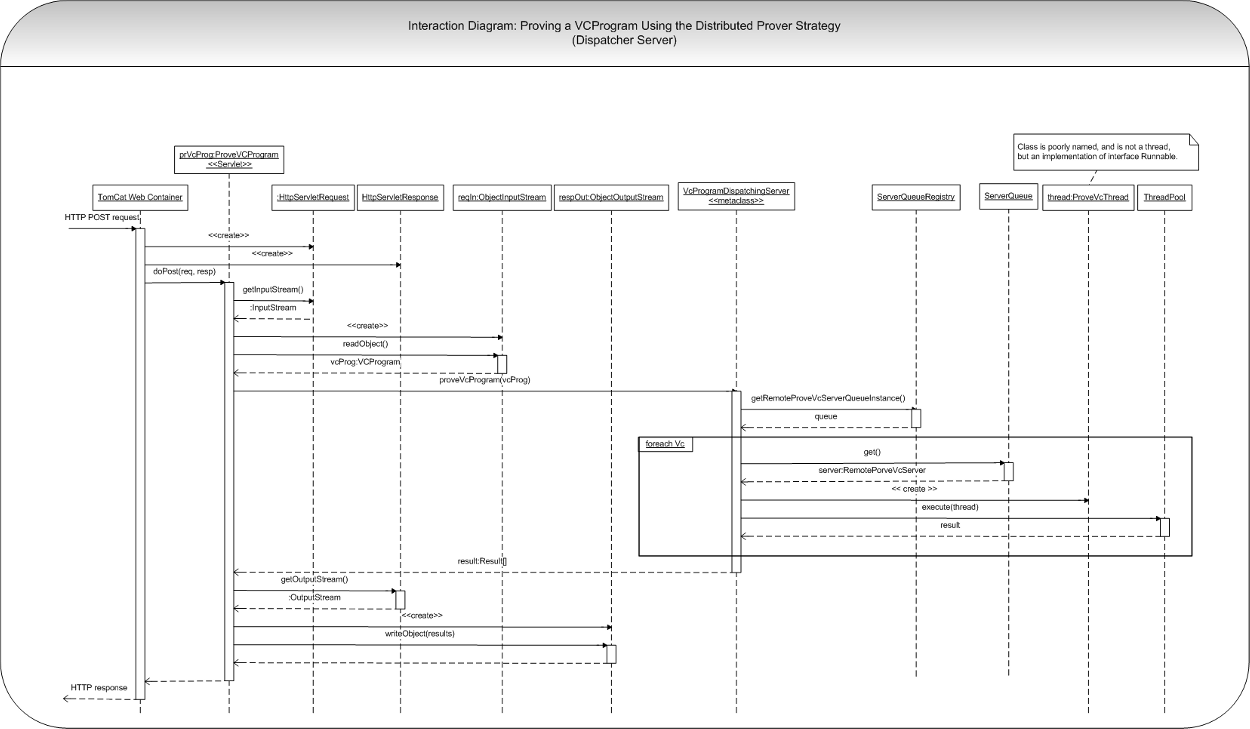 Interaction Diagram: Proving a VCProgram Using the Distributed Prover Strategy
(Dispatcher Server)
Class is poorly named, and is not a thread,
but an implementation of interface Runnable.
prVcProg:ProveVCProgram
<<Servlet>>
TomCat Web Container
:HttpServletRequest
HttpServletResponse
reqIn:ObjectInputStream
respOut:ObjectOutputStream
VcProgramDispatchingServer
<<metaclass>>
ServerQueueRegistry
ServerQueue
thread:ProveVcThread
ThreadPool
HTTP POST request
<<create>>
<<create>>
doPost(req, resp)
getInputStream()
:InputStream
<<create>>
readObject()
vcProg:VCProgram
proveVcProgram(vcProg)
getRemoteProveVcServerQueueInstance()
queue
foreach Vc
get()
server:RemotePorveVcServer
<< create >>
execute(thread)
result
result:Result[]
getOutputStream()
:OutputStream
<<create>>
writeObject(results)
HTTP response